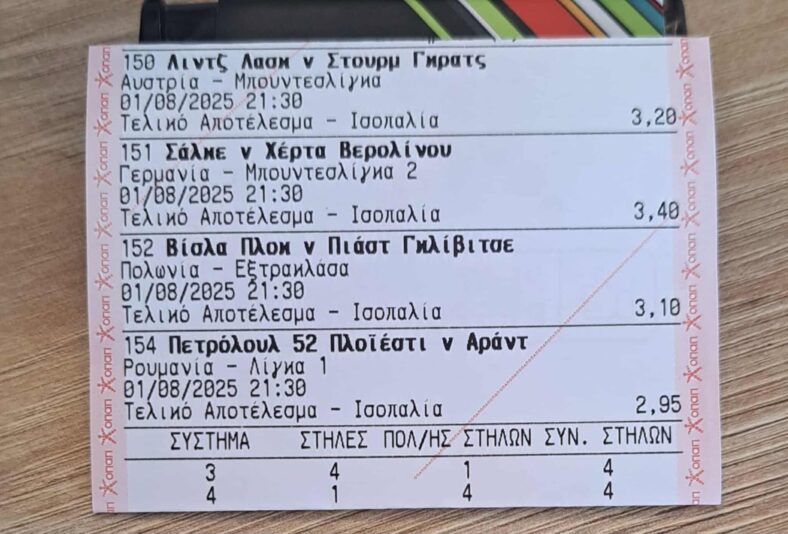 150 Λιντζ Λασκ v Στουρμ Γκρατς
Αυστρία - Μπουντεσλίγκα
01/08/2025 21:30
Τελικό Αποτέλεσμα - Ισοπαλία 3,20
151 Σάλκε v Χέρτα Βερολίνου
Γερμανία - Μπουντεσλίγκα 2
01/08/2025 21:30
Τελικό Αποτέλεσμα - Ισοπαλία 3,40
152 Βίσλα Πλοκ v Πιάστ Γκλίβιτσε
Πολωνία - Εξτρακλάσα
01/08/2025 21:30
Τελικό Αποτέλεσμα - Ισοπαλία 3,10
154 Πετρόλουλ 52 Πλοϊέστι v Αράντ
Ρουμανία - Λίγκα 1
01/08/2025 21:30
Τελικό Αποτέλεσμα - Ισοπαλία 2,95
ΣΥΣΤΗΜΑ ΣΤΗΛΕΣ ΠΟΛ/ΗΣ ΣΤΗΛΩΝ ΣΥΝ. ΣΤΗΛΩΝ
3 4 1 4
4 1 4 4
οπαπ